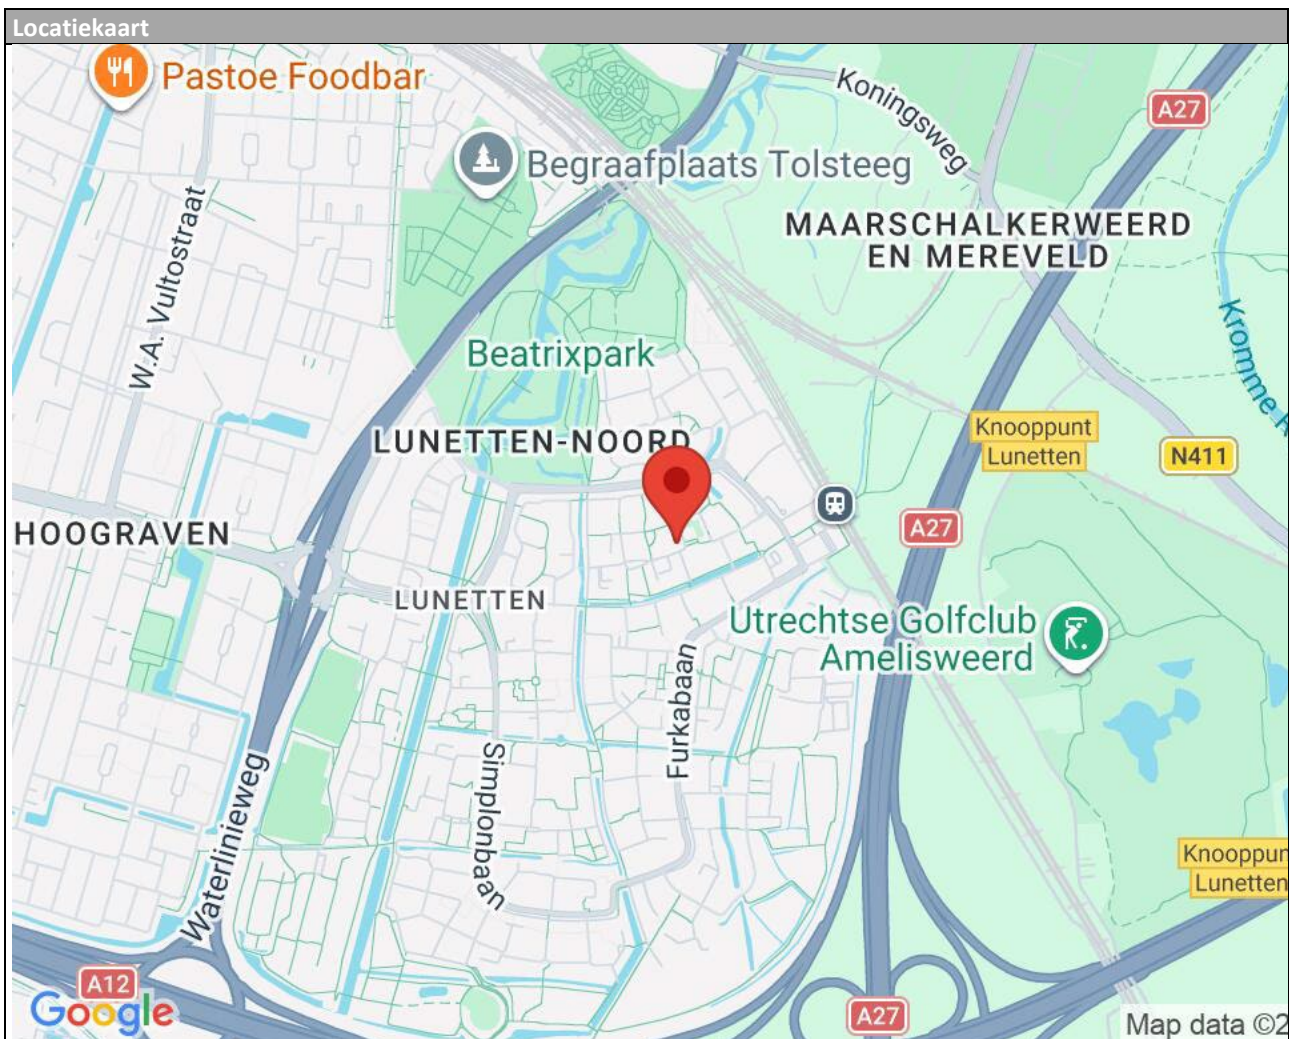 Locatiekaart
Pastoe Foodbar
Koningsweg
A27
Begraafplaats Tolsteeg
W.A. Vultostraat
MAARSCHALKERWEERD
EN MEREVELD
Kromme
Beatrixpark
LUNETTEN-NOORD
Knooppunt
Lunetten
N411
HOOGRAVEN
A27
LUNETTEN
Utrechtse Golfclub
Amelisweerd
Furkabaan
Simplonbaan
Waterlinieweg
Knooppun
Lunetten
A12
Google
A27
Map data ©2